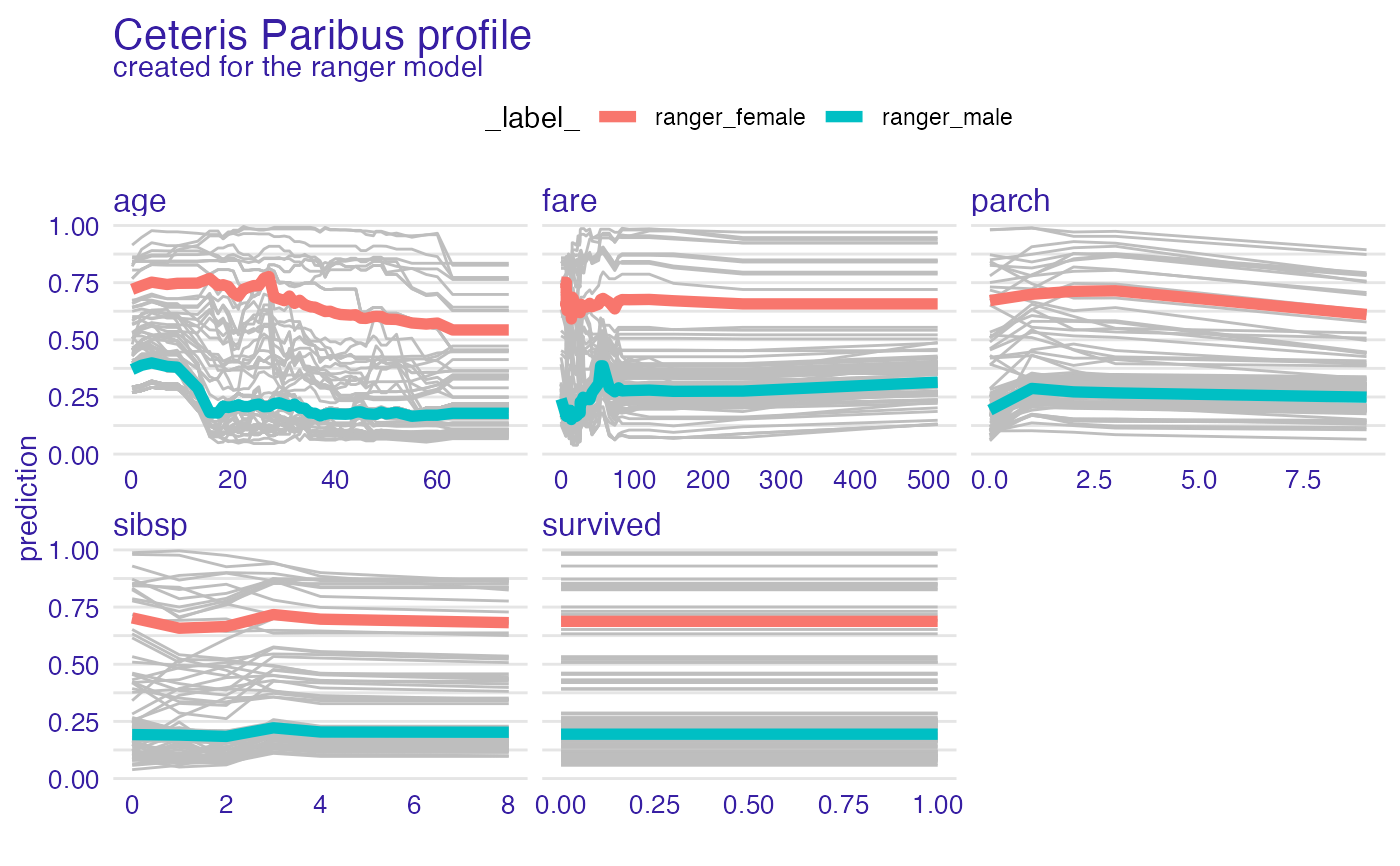 Ceteris Paribus profile
created for the ranger model
_label_ ranger_female ranger_male
age fare parch
1.00
0.75
0.50
0.25
0.00
0 20 40 60 0 100 200 300 400 500 0.0 2.5 5.0 7.5
prediction
sibsp survived
1.00
0.75
0.50
0.25
0.00
0 2 4 6 8 0.00 0.25 0.50 0.75 1.00